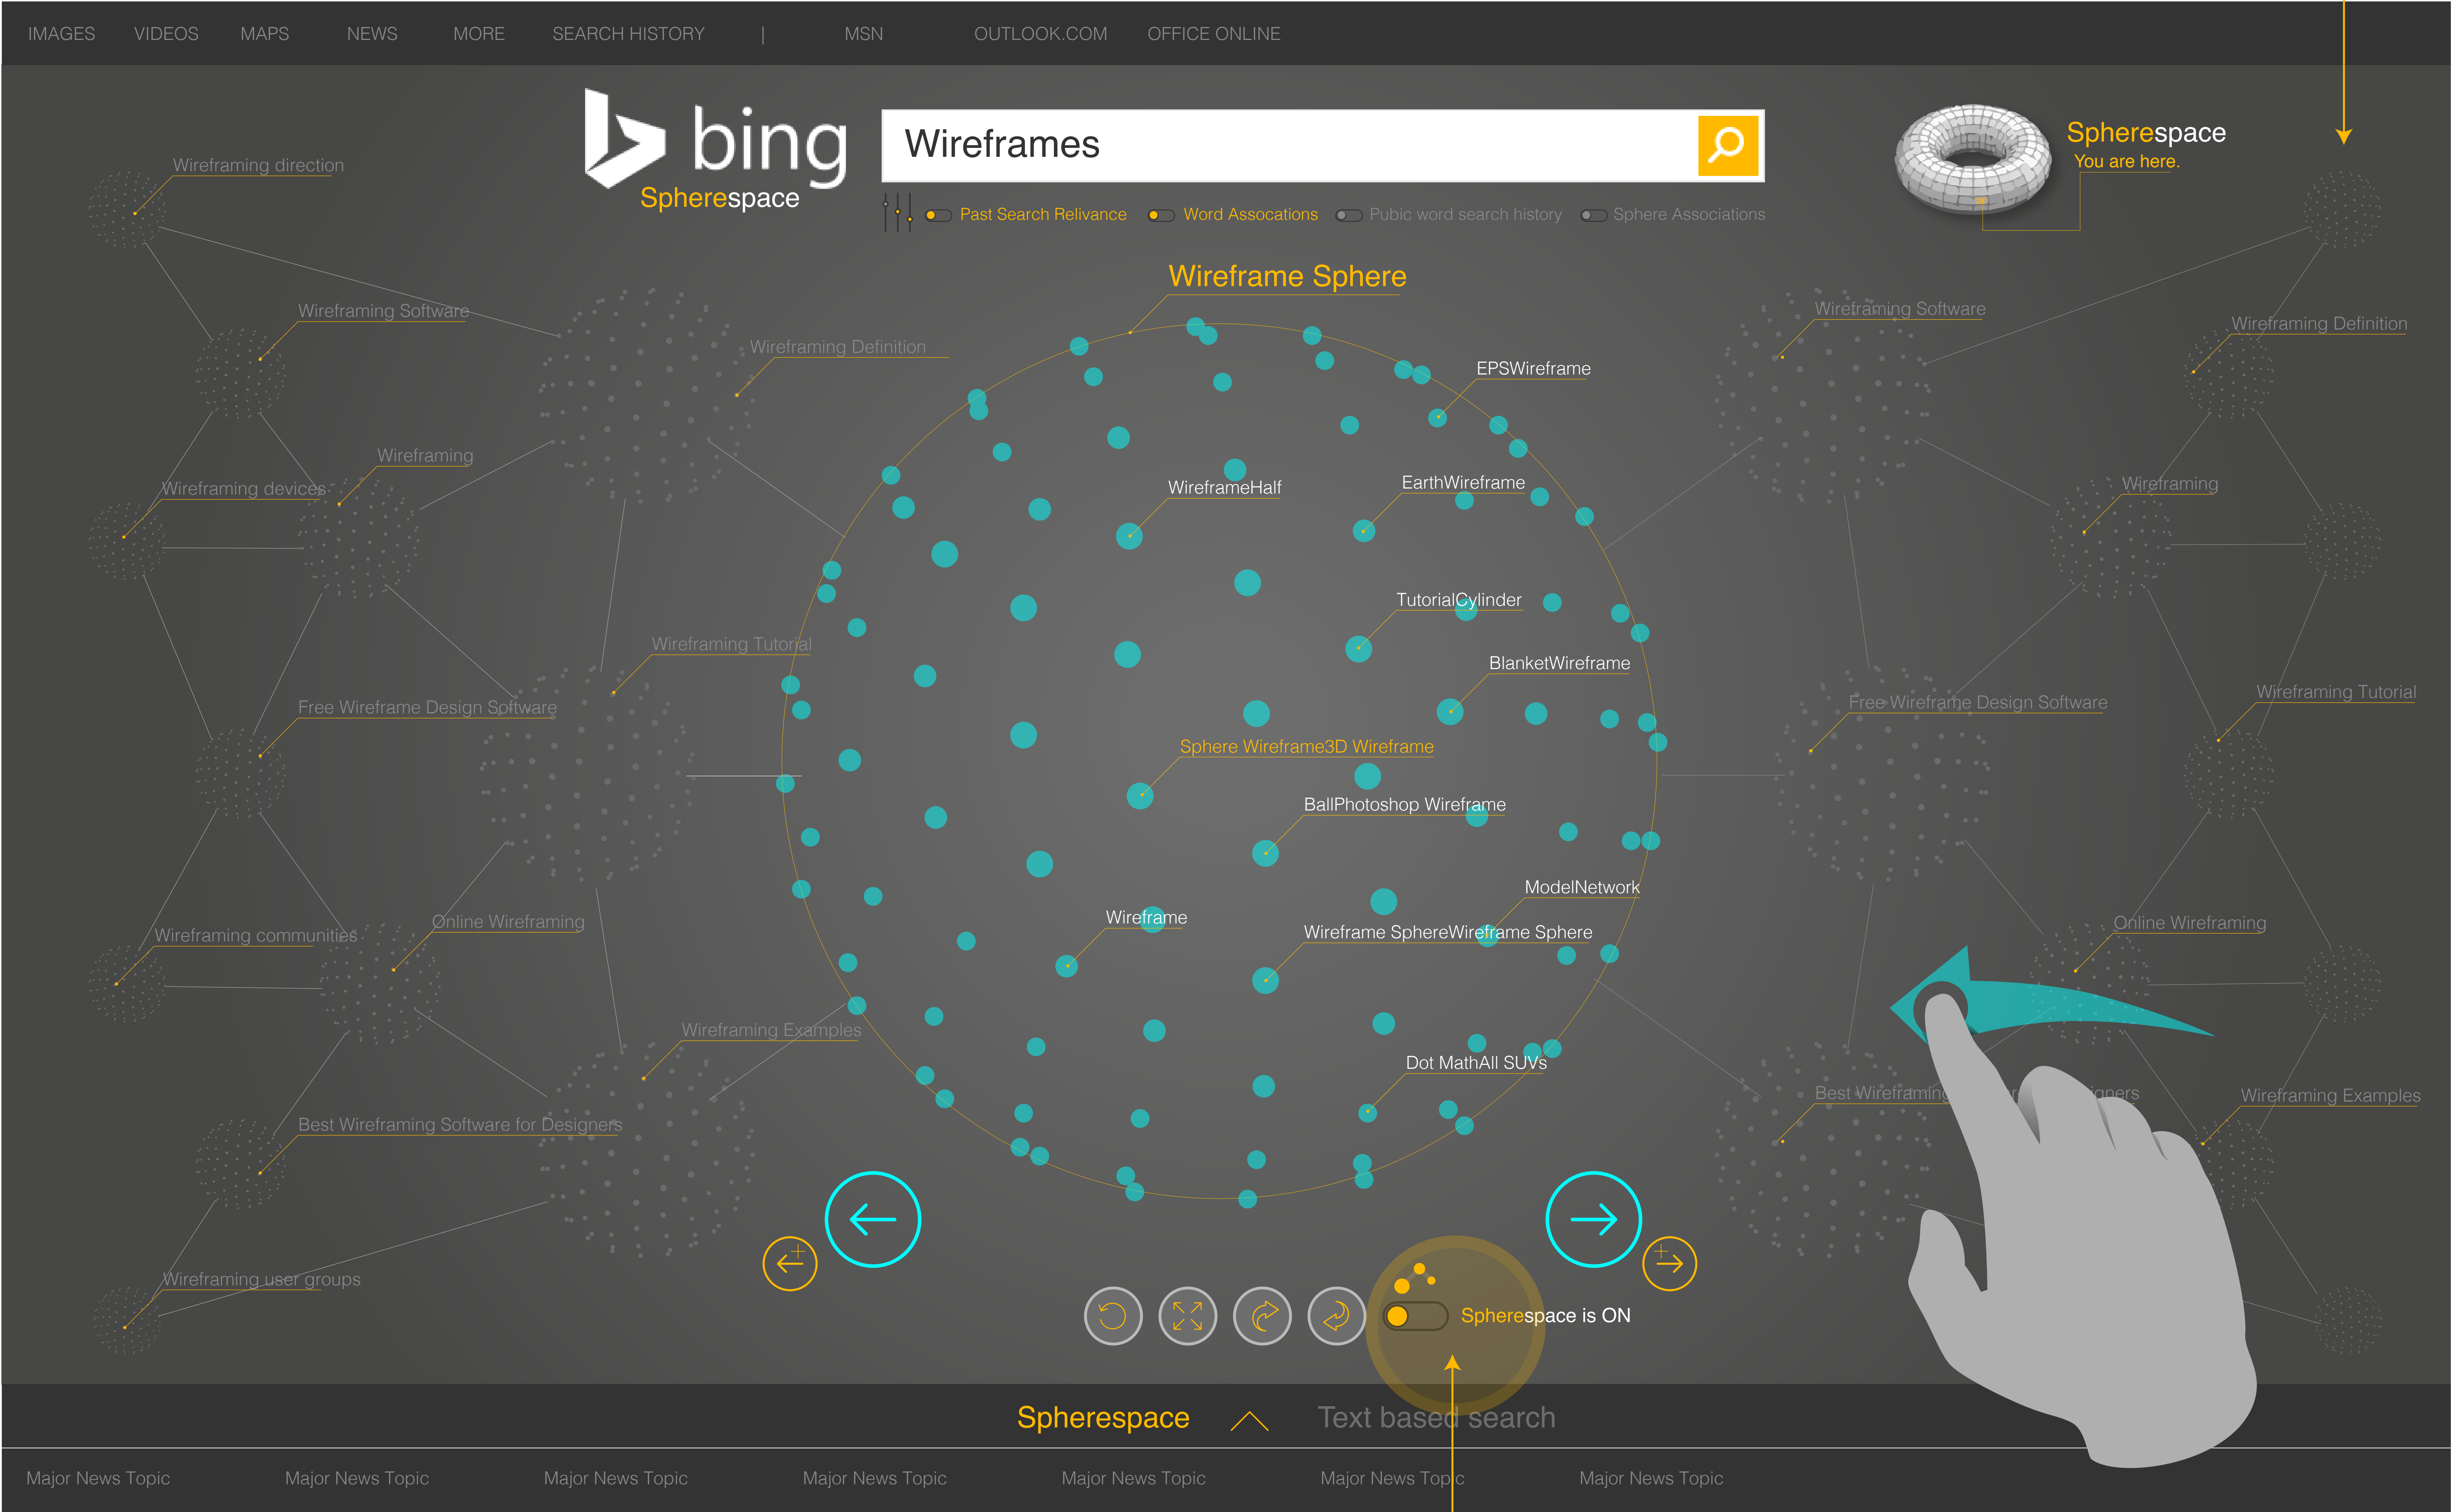 IMAGES VIDEOS MAPS NEWS MORE SEARCH HISTORY | MSN OUTLOOK.COM OFFICE ONLINE
bing
Spherespace
Wireframes
Spherespace
You are here.
Past Search Relivance Word Assocations Pubic word search history Sphere Associations
Wireframe Sphere
Wireframing direction
Wireframing Software
Wireframing Definition
Wireframing
Wireframing devices
Wireframing Tutorial
Free Wireframe Design Software
Online Wireframing
Wireframing communities
Wireframing Examples
Best Wireframing Software for Designers
Wireframing user groups
EPSWireframe
WireframeHalf
EarthWireframe
TutorialCylinder
BlanketWireframe
Sphere Wireframe3D Wireframe
BallPhotoshop Wireframe
ModelNetwork
Wireframe
Wireframe SphereWireframe Sphere
Dot MathAll SUVs
Wireframing Software
Wireframing Definition
Wireframing
Wireframing Tutorial
Free Wireframe Design Software
Online Wireframing
Best Wireframing
Wireframing Examples
Spherespace is ON
Spherespace Text based search
Major News Topic Major News Topic Major News Topic Major News Topic Major News Topic Major News Topic Major News Topic